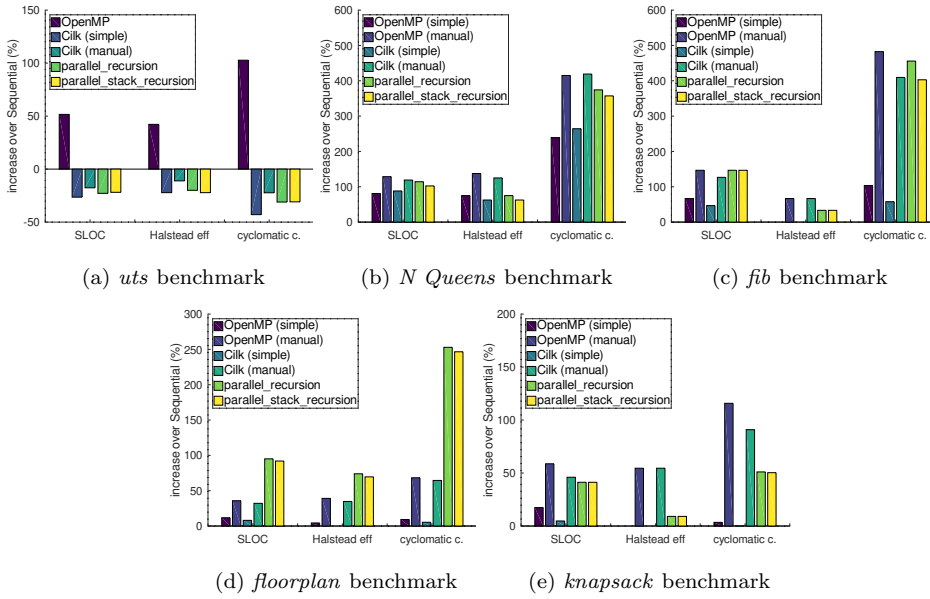 increase over Sequential (%)
150
100
50
0
-50
OpenMP
Cilk (simple)
Cilk (manual)
parallel_recursion
parallel_stack_recursion
SLOC Halstead eff cyclomatic c.
(a) uts benchmark
increase over Sequential (%)
600
500
400
300
200
100
0
OpenMP (simple)
OpenMP (manual)
Cilk (simple)
Cilk (manual)
parallel_recursion
parallel_stack_recursion
SLOC Halstead eff cyclomatic c.
(b) N Queens benchmark
increase over Sequential (%)
600
500
400
300
200
100
0
OpenMP (simple)
OpenMP (manual)
Cilk (simple)
Cilk (manual)
parallel_recursion
parallel_stack_recursion
SLOC Halstead eff cyclomatic c.
(c) fib benchmark
increase over Sequential (%)
300
250
200
150
100
50
0
OpenMP (simple)
OpenMP (manual)
Cilk (simple)
Cilk (manual)
parallel_recursion
parallel_stack_recursion
SLOC Halstead eff cyclomatic c.
(d) floorplan benchmark
increase over Sequential (%)
200
150
100
50
0
OpenMP (simple)
OpenMP (manual)
Cilk (simple)
Cilk (manual)
parallel_recursion
parallel_stack_recursion
SLOC Halstead eff cyclomatic c.
(e) knapsack benchmark